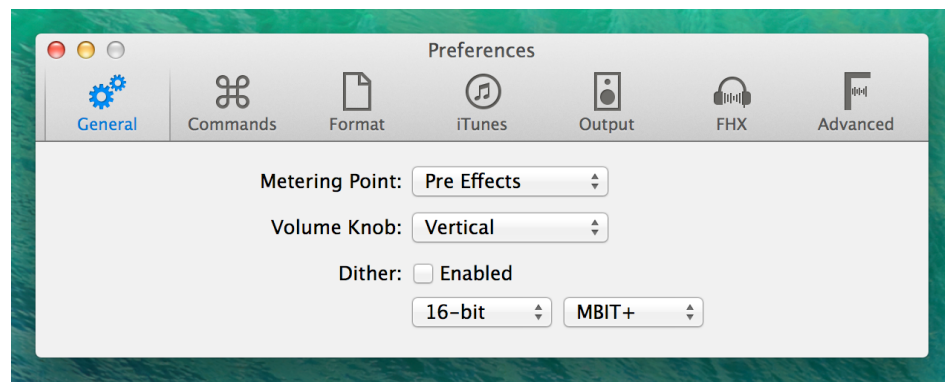 Preferences
General Commands Format iTunes Output FHX Advanced
Metering Point: Pre Effects
Volume Knob: Vertical
Dither: Enabled
16-bit MBIT+